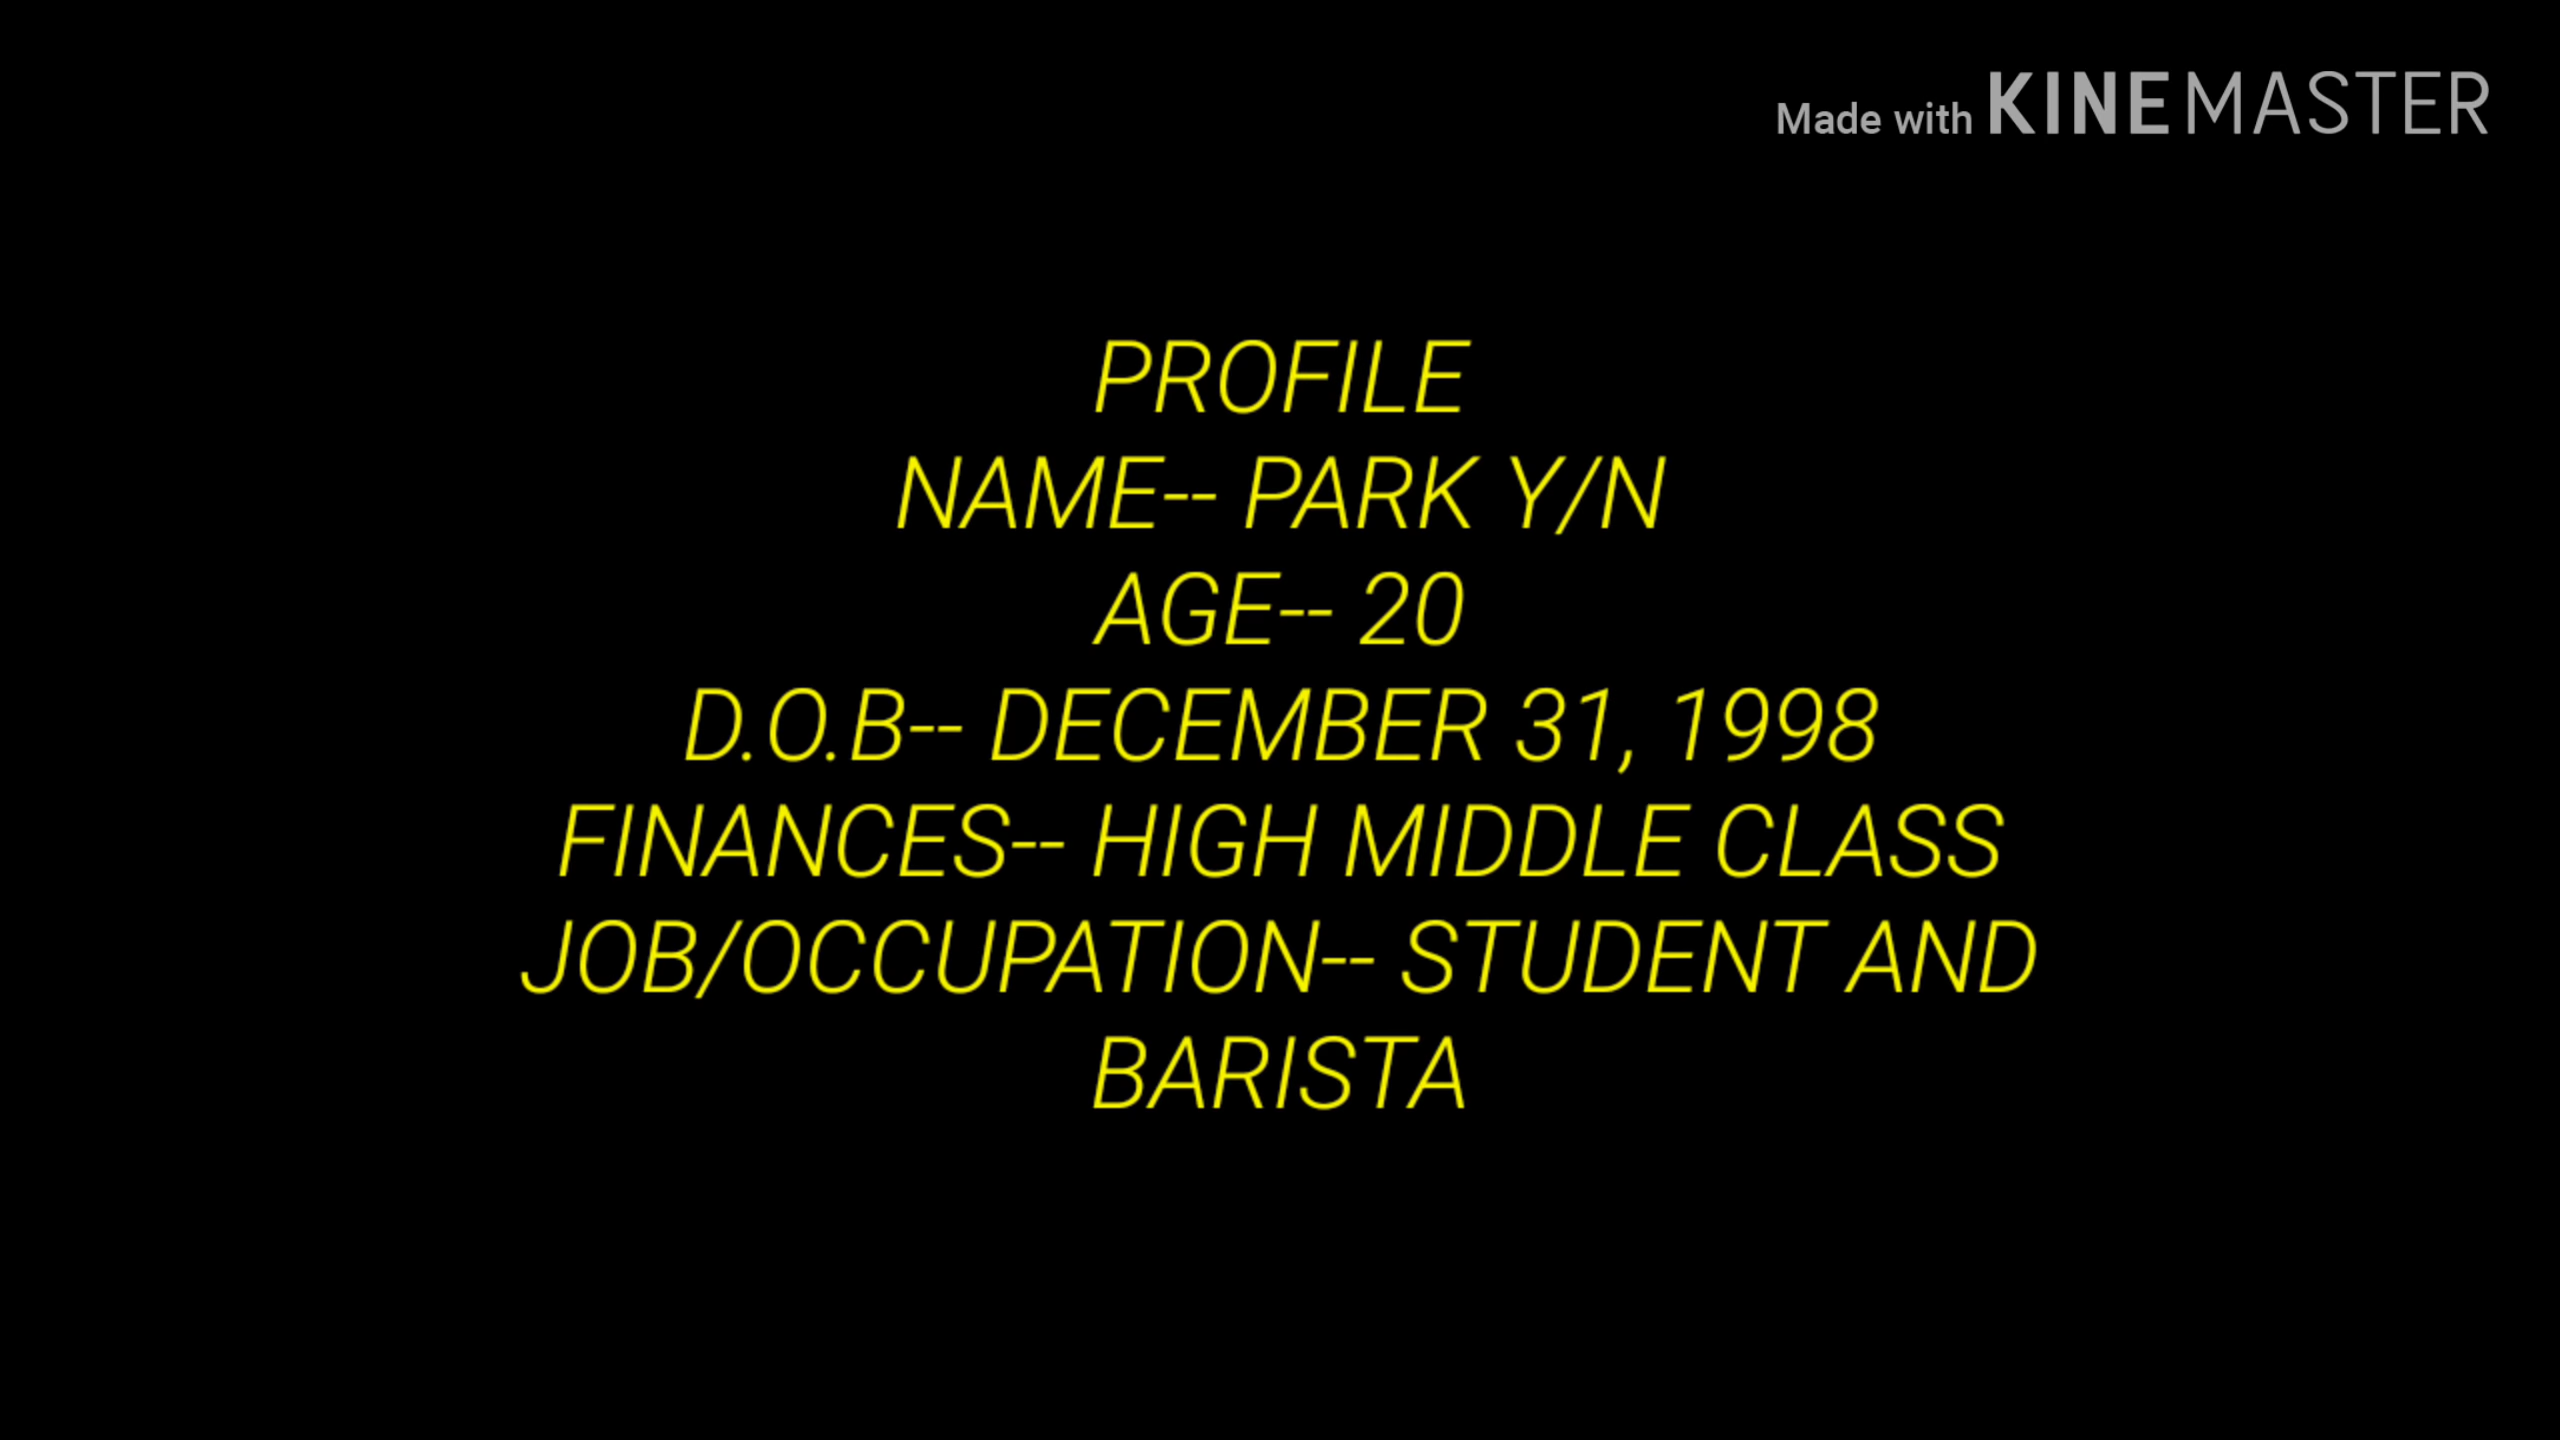 Made with KINEMASTER
PROFILE
NAME-- PARK Y/N
AGE-- 20
D.O.B-- DECEMBER 31, 1998
FINANCES-- HIGH MIDDLE CLASS
JOB/OCCUPATION-- STUDENT AND
BARISTA